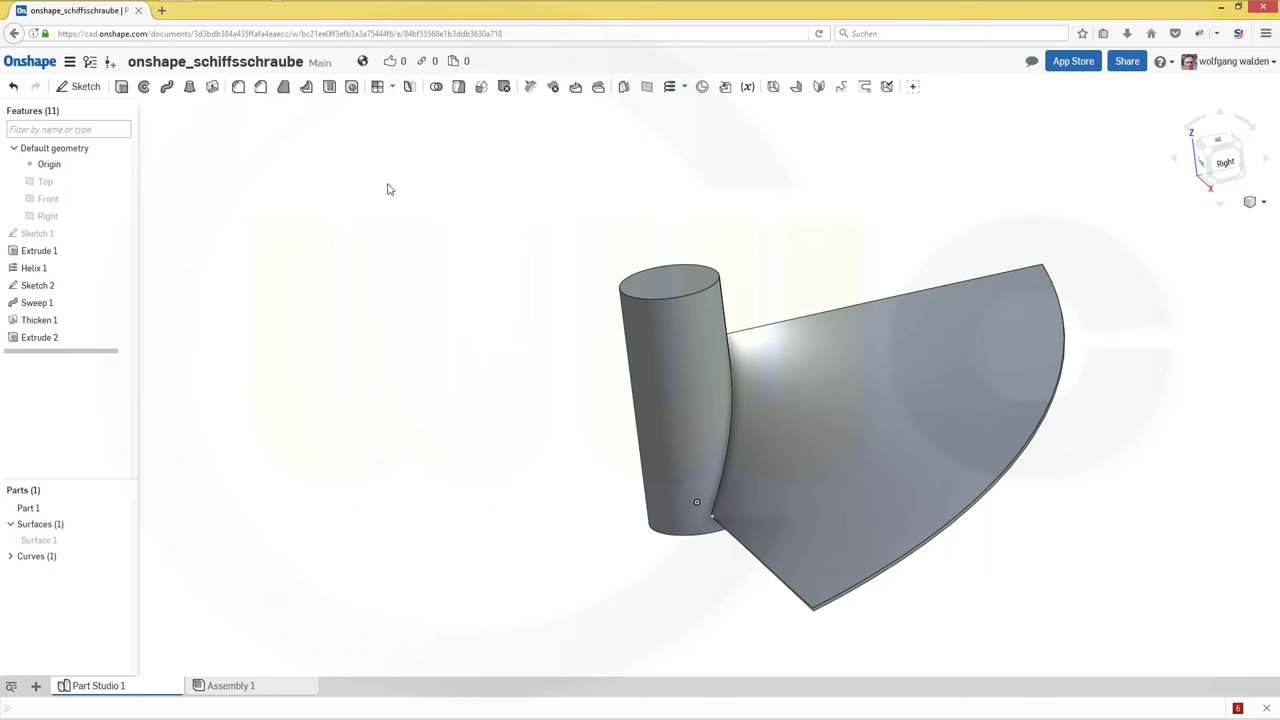 onshape_schiffsschraube | P
https://cad.onshape.com/documents/3d3bdb384a435ffafa4eaecc/w/bc21ee0ff3efb3a3a75444f6/e/84bf55568e1b3ddb3630a718
Suchen
Onshape
onshape_schiffsschraube Main
0 0 0
App Store
Share
wolfgang walden
Sketch
(x)
Features (11)
Filter by name or type
Default geometry
Origin
Top
Front
Right
Sketch 1
Extrude 1
Helix 1
Sketch 2
Sweep 1
Thicken 1
Extrude 2
Z
Right
X
Parts (1)
Part 1
Surfaces (1)
Surface 1
Curves (1)
Part Studio 1
Assembly 1
6